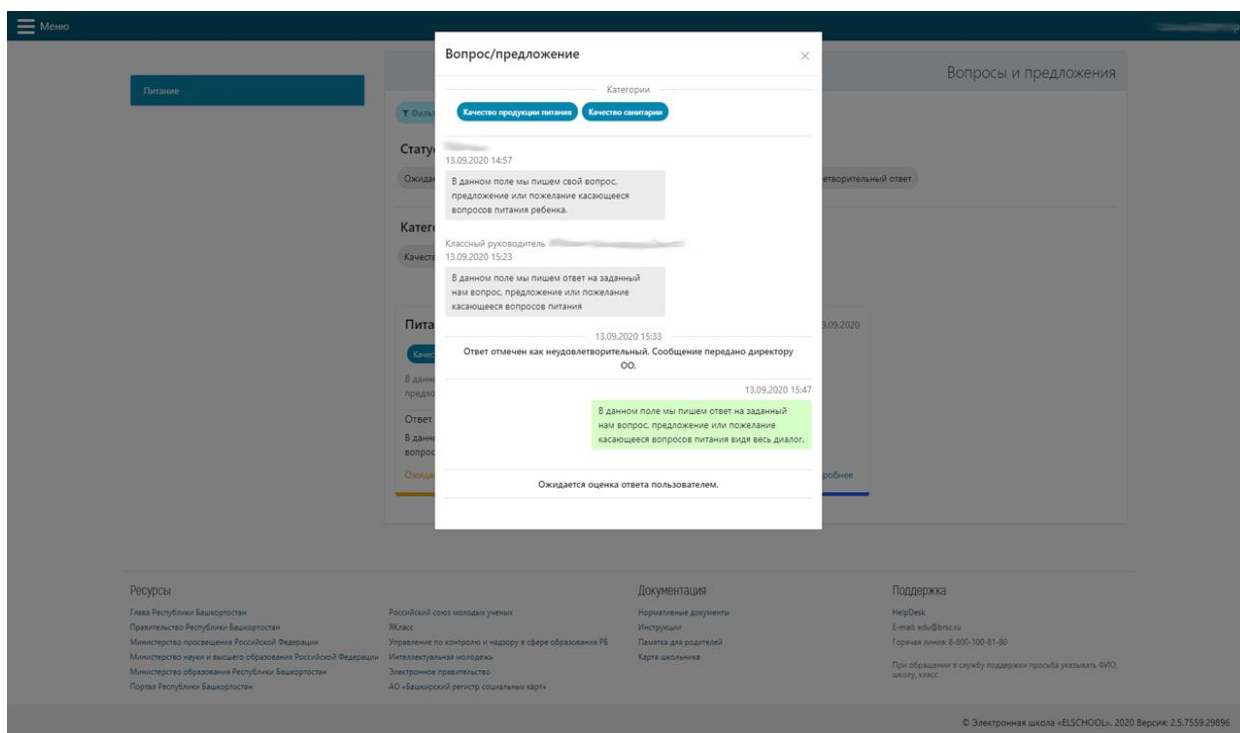 Меню
Вопросы и предложения
Питание
Вопрос/предложение
Категории
Качество продукции питания Качество санитарии
13.09.2020 14:57
В данном поле мы пишем свой вопрос,
предложение или пожелание касающееся
вопросов питания ребенка.
Классный руководитель
13.09.2020 15:23
В данном поле мы пишем ответ на заданный
нам вопрос, предложение или пожелание
касающееся вопросов питания
13.09.2020 15:33
Ответ отмечен как неудовлетворительный. Сообщение передано директору
ОО.
13.09.2020 15:47
В данном поле мы пишем ответ на заданный
нам вопрос, предложение или пожелание
касающееся вопросов питания видя весь диалог.
Ожидается оценка ответа пользователем.
ответ
Ответ
Ресурсы
Глава Республики Башкортостан
Правительство Республики Башкортостан
Министерство просвещения Российской Федерации
Министерство науки и высшего образования Российской Федерации
Министерство образования Республики Башкортостан
Портал Республики Башкортостан
Российский союз молодых ученых
ЯКласс
Управление по контролю и надзору в сфере образования РБ
Интеллектуальная молодежь
Электронное правительство
АО «Башкирский регистр социальных карт»
Документация
Нормативные документы
Инструкции
Памятка для родителей
Карта школьника
Поддержка
HelpDesk
E-mail: edu@brsc.ru
Горячая линия: 8-800-100-81-80
При обращении в службу поддержки просьба указывать ФИО,
школу, класс
© Электронная школа «ELSCHOOL», 2020 Версия: 2.5.7559.29896